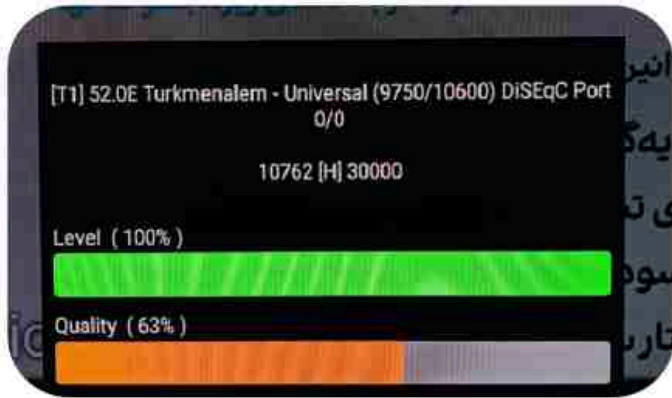 [T1] 52.0E Turkmenalem - Universal (9750/10600) DiSEqC Port
0/0
10762 [H] 30000
Level ( 100% )
Quality ( 63% )